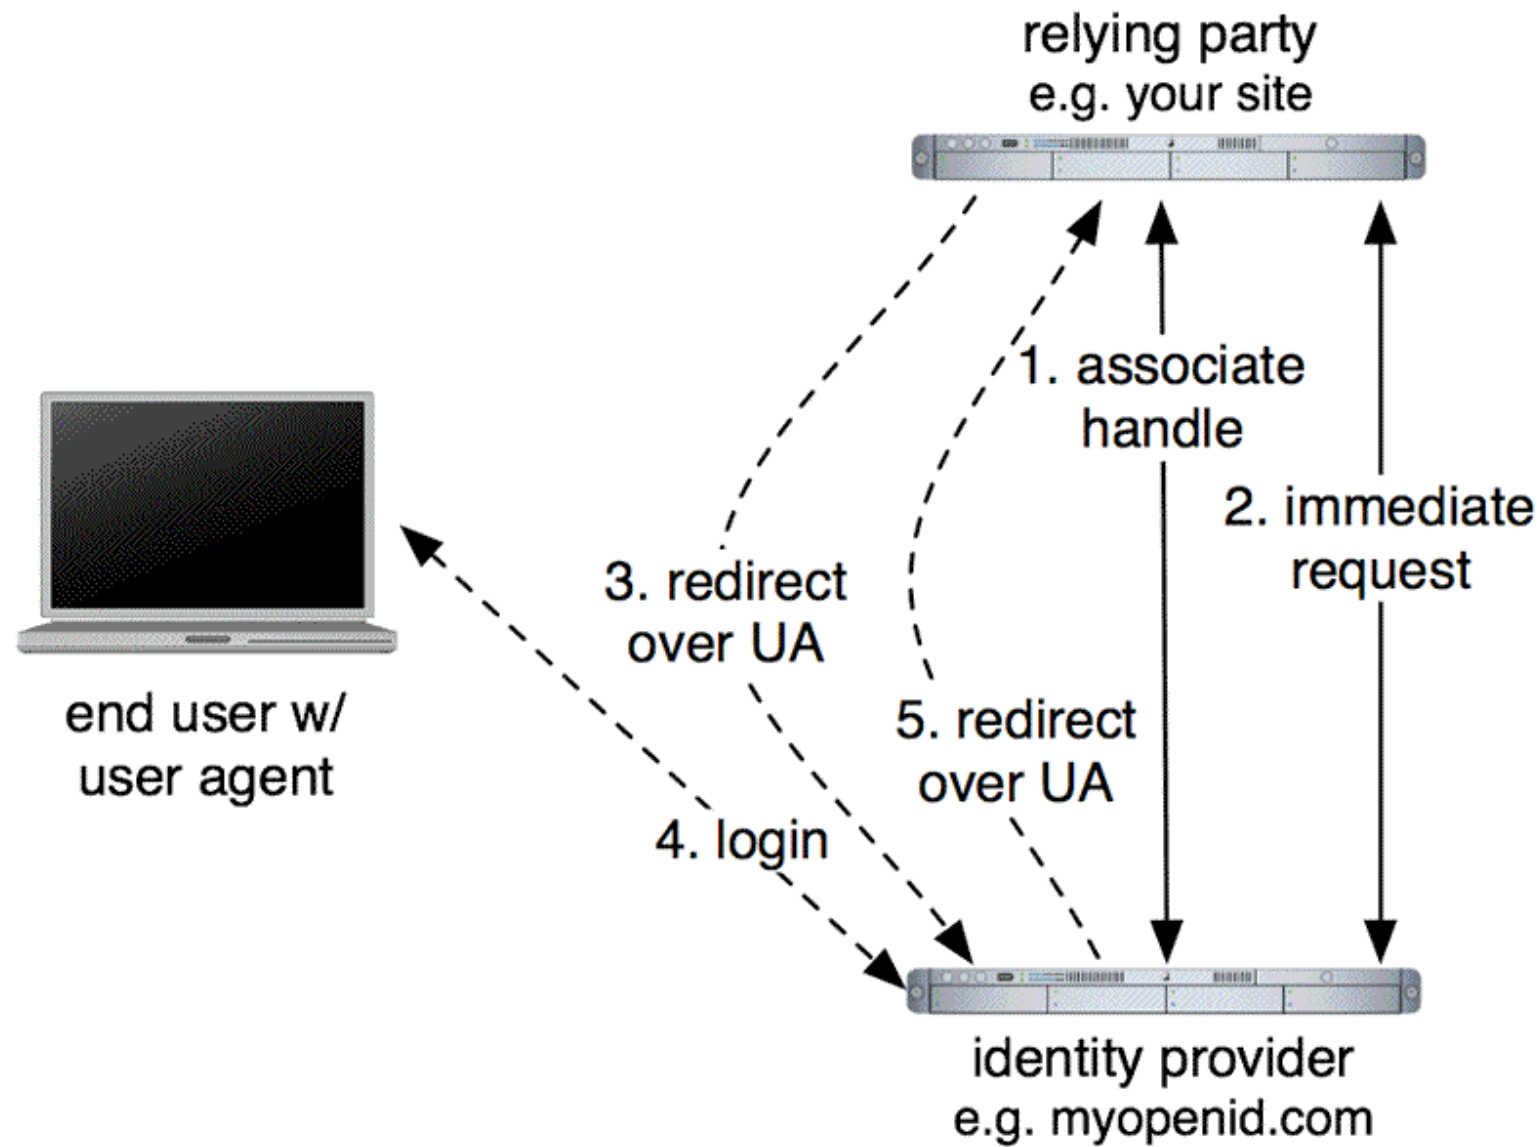 relying party
e.g. your site
1. associate
handle
2. immediate
request
3. redirect
over UA
end user w/
user agent
5. redirect
over UA
4. login
identity provider
e.g. myopenid.com